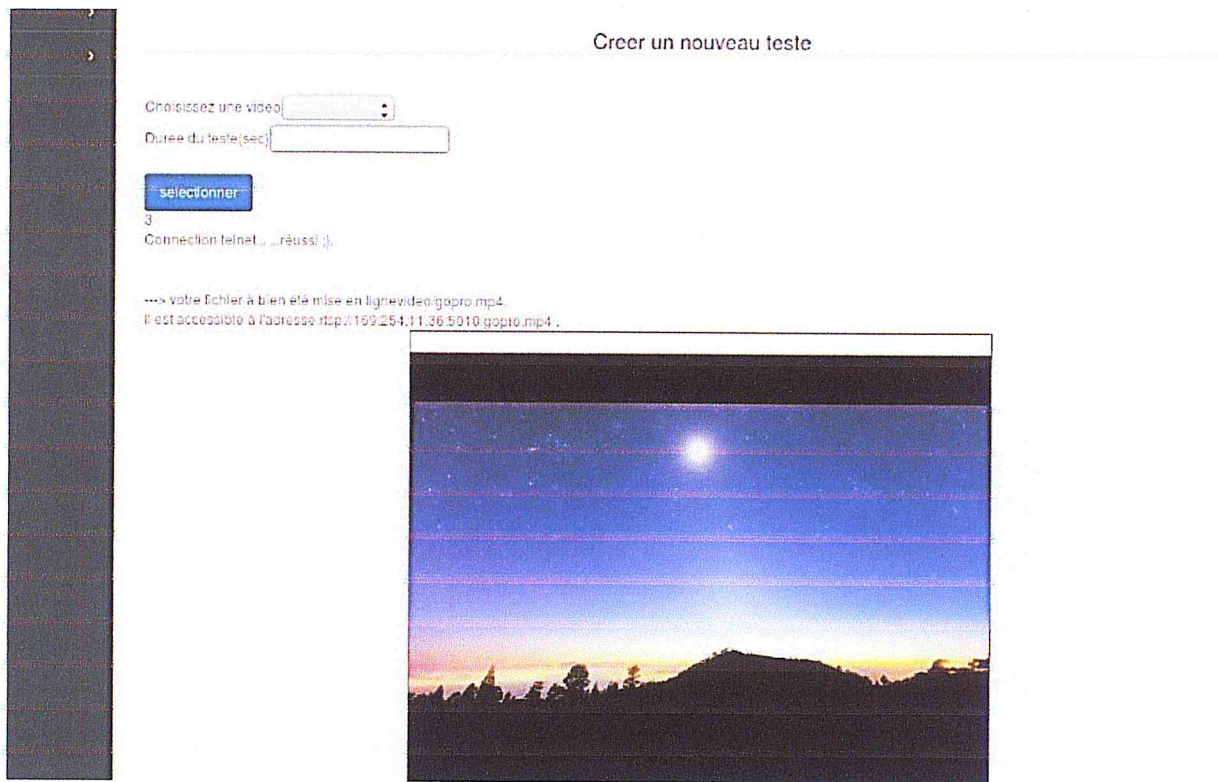 Creer un nouveau teste
Choisissez une video
Duree du teste(sec)
selectionner
3
Connection telnet... ...réussi ;).
---> votre fichier à bien été mise en lignevideo/gopro.mp4.
Il est accessible à l'adresse rtsp://169.254.11.36:5010/gopro.mp4 .